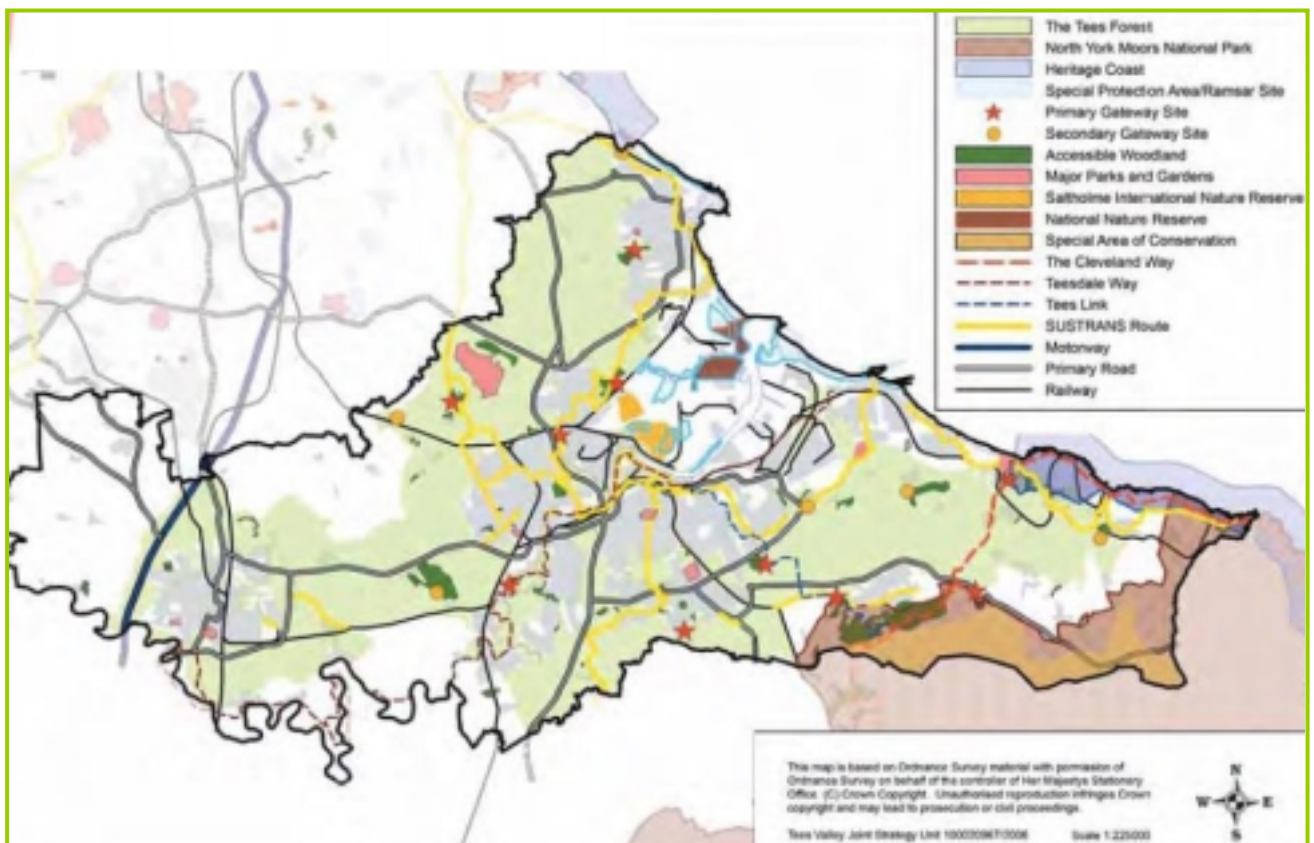 The Tees Forest
North York Moors National Park
Heritage Coast
Special Protection Area/Ramsar Site
Primary Gateway Site
Secondary Gateway Site
Accessible Woodland
Major Parks and Gardens
Saltholme International Nature Reserve
National Nature Reserve
Special Area of Conservation
The Cleveland Way
Teesdale Way
Tees Link
SUSTRANS Route
Motorway
Primary Road
Railway
This map is based on Ordnance Survey material with permission of
Ordnance Survey on behalf of the controller of Her Majestys Stationery
Office. (C) Crown Copyright. Unauthorised reproduction infringes Crown
copyright and may lead to prosecution or civil proceedings.
Tees Valley Joint Strategy Unit 100020967/2006 Scale 1:225000
N
W E
S